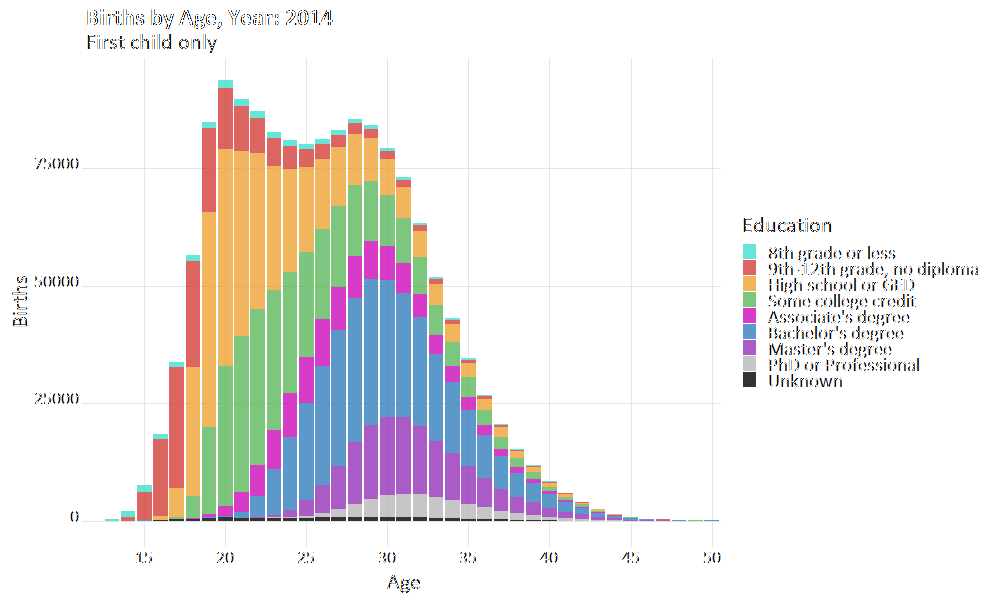 Births by Age, Year: 2014
First child only
75000
50000
25000
0
Births
15 20 25 30 35 40 45 50
Age
Education
8th grade or less
9th-12th grade, no diploma
High school or GED
Some college credit
Associate's degree
Bachelor's degree
Master's degree
PhD or Professional
Unknown